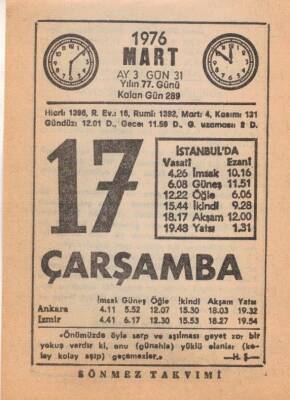 1976
MART
AY 3 GÜN 31
Yılın 77. Günü
Kalan Gün 289
Hicrî: 1396, R. Ev.: 16, Rumî: 1392, Mart: 4, Kasım: 131
Gündüz: 12.01 D., Gece: 11.59 D., G. uzaması: 2 D.
17
İSTANBUL'DA
Vasatî Ezanî
4.26 İmsak 10.16
6.08 Güneş 11.51
12.22 Öğle 6.06
15.44 İkindi 9.28
18.17 Akşam 12.00
19.48 Yatsı 1.31
ÇARŞAMBA
İmsak Güneş Öğle İkindi Akşam Yatsı
Ankara 4.11 5.52 12.07 15.30 18.03 19.32
İzmir 4.41 6.17 12.30 15.53 18.27 19.54
«Önümüzde öyle sarp ve aşılması gayet zor bir
yokuş vardır ki, onu (günahla) yüklü olanlar (ko-
lay kolay aşıp) geçemezler.» —H. Ş.—
SÖNMEZ TAKVİMİ